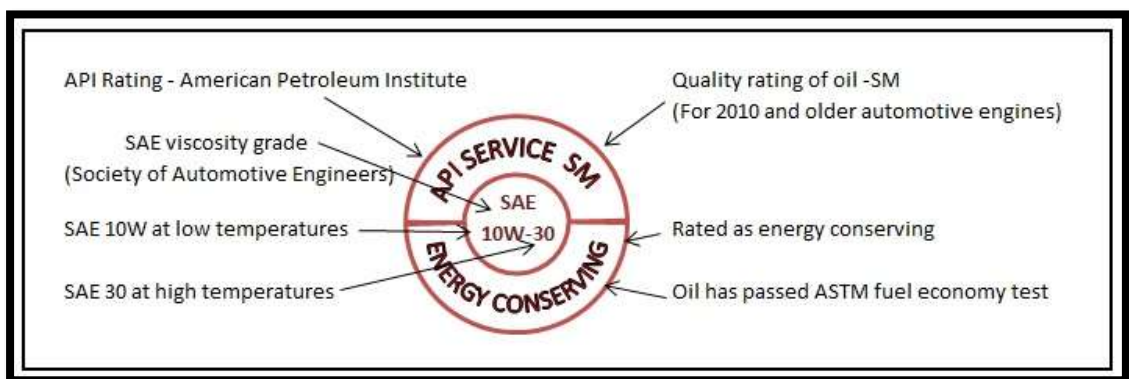 API Rating - American Petroleum Institute
Quality rating of oil -SM
(For 2010 and older automotive engines)
SAE viscosity grade
(Society of Automotive Engineers)
API SERVICE SM
SAE
10W-30
ENERGY CONSERVING
SAE 10W at low temperatures
Rated as energy conserving
SAE 30 at high temperatures
Oil has passed ASTM fuel economy test